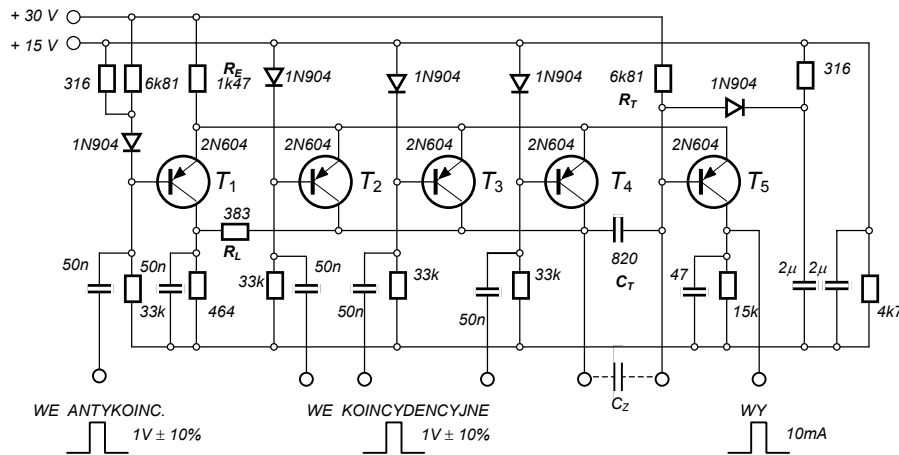 + 30 V
+ 15 V
316
6k81
R_E
1k47
1N904
1N904
1N904
6k81
R_T
1N904
316
1N904
2N604
2N604
2N604
2N604
2N604
T1
T2
T3
T4
T5
383
R_L
50n
50n
33k
464
33k
50n
50n
33k
50n
33k
820
C_T
47
15k
2μ
2μ
4k7
C_Z
WE ANTYKOINC.
WE KOINCYDENCYJNE
WY
1V ± 10%
1V ± 10%
10mA